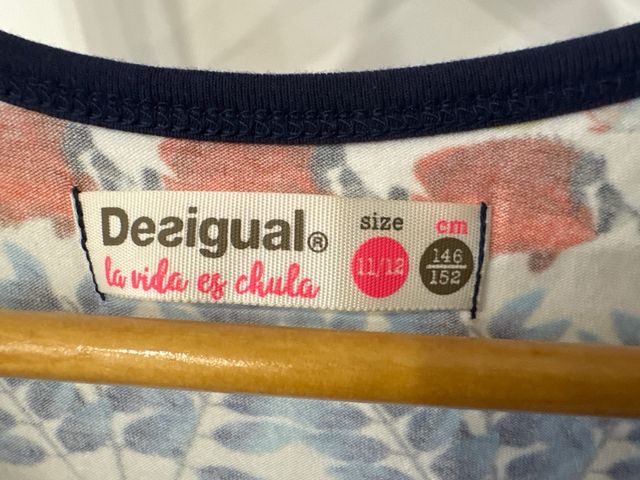 Desigual®
la vida es chula
size
11/12
cm
146
152